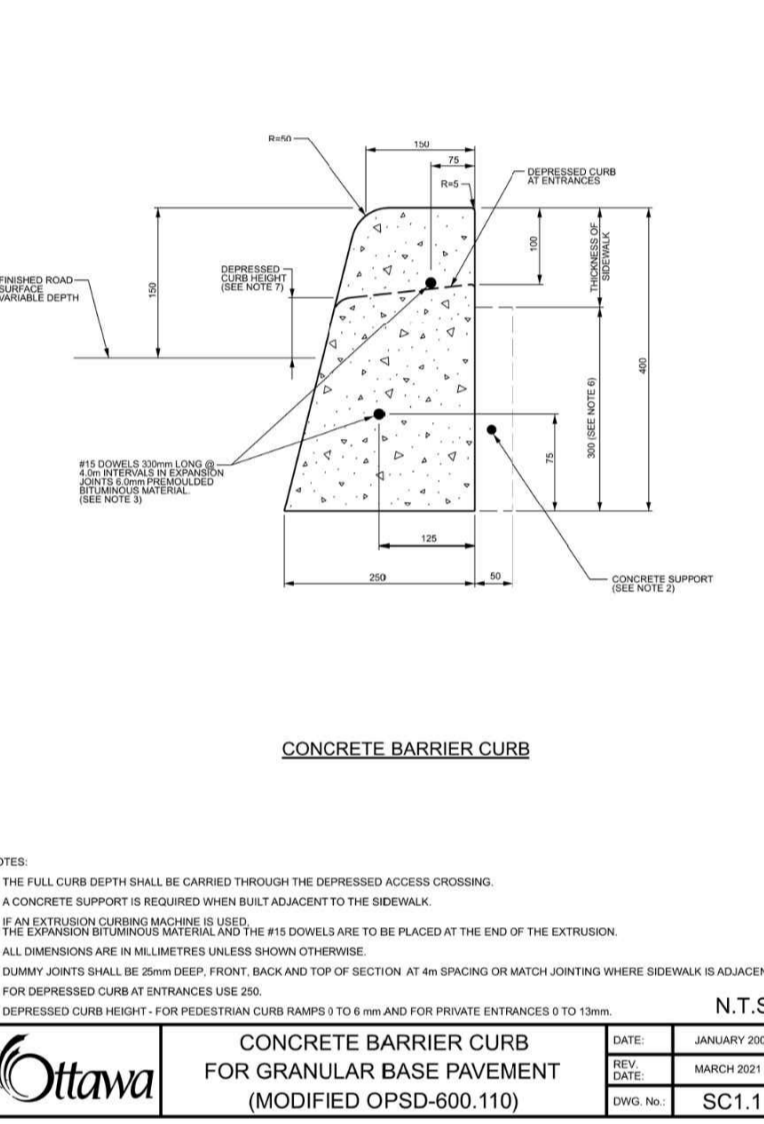 R=50
150
75
R=5
DEPRESSED CURB
AT ENTRANCES
FINISHED ROAD
SURFACE
VARIABLE DEPTH
150
DEPRESSED
CURB HEIGHT
(SEE NOTE 7)
100
THICKNESS OF
SIDEWALK
400
300 (SEE NOTE 6)
75
#15 DOWELS 300mm LONG @
4.0m INTERVALS IN EXPANSION
JOINTS 6.0mm PREMOULDED
BITUMINOUS MATERIAL.
(SEE NOTE 3)
125
250
50
CONCRETE SUPPORT
(SEE NOTE 2)
CONCRETE BARRIER CURB
OTES:
THE FULL CURB DEPTH SHALL BE CARRIED THROUGH THE DEPRESSED ACCESS CROSSING.
A CONCRETE SUPPORT IS REQUIRED WHEN BUILT ADJACENT TO THE SIDEWALK.
IF AN EXTRUSION CURBING MACHINE IS USED,
THE EXPANSION BITUMINOUS MATERIAL AND THE #15 DOWELS ARE TO BE PLACED AT THE END OF THE EXTRUSION.
ALL DIMENSIONS ARE IN MILLIMETRES UNLESS SHOWN OTHERWISE.
DUMMY JOINTS SHALL BE 25mm DEEP, FRONT, BACK AND TOP OF SECTION AT 4m SPACING OR MATCH JOINTING WHERE SIDEWALK IS ADJACEN
FOR DEPRESSED CURB AT ENTRANCES USE 250.
DEPRESSED CURB HEIGHT - FOR PEDESTRIAN CURB RAMPS 0 TO 6 mm AND FOR PRIVATE ENTRANCES 0 TO 13mm.
N.T.S
Ottawa
CONCRETE BARRIER CURB
FOR GRANULAR BASE PAVEMENT
(MODIFIED OPSD-600.110)
DATE: JANUARY 200
REV.
DATE: MARCH 2021
DWG. No.: SC1.1